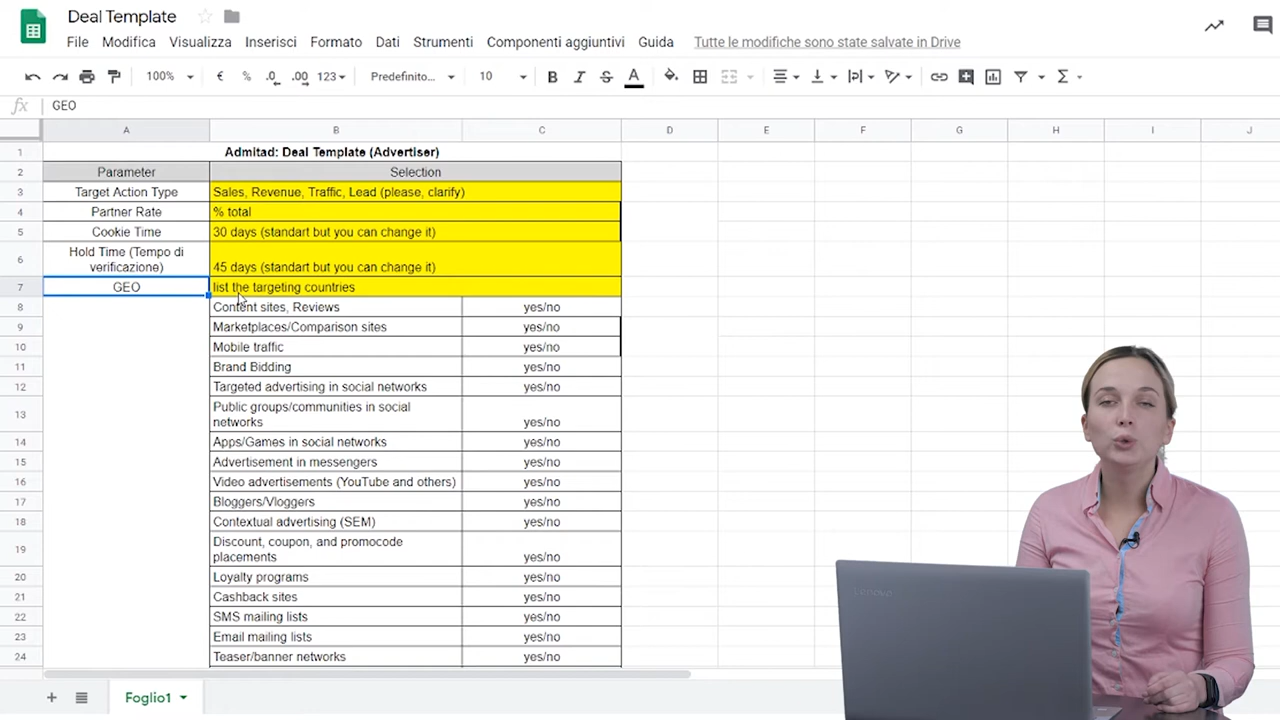 Deal Template
File Modifica Visualizza Inserisci Formato Dati Strumenti Componenti aggiuntivi Guida Tutte le modifiche sono state salvate in Drive
100% € % .0 .00 123 Predefinito... 10 B I S A
fx GEO
A B C D E F G H I J
1 Admitad: Deal Template (Advertiser)
2 Parameter Selection
3 Target Action Type Sales, Revenue, Traffic, Lead (please, clarify)
4 Partner Rate % total
5 Cookie Time 30 days (standart but you can change it)
Hold Time (Tempo di
6 verificazione) 45 days (standart but you can change it)
7 GEO list the targeting countries
8 Content sites, Reviews yes/no
9 Marketplaces/Comparison sites yes/no
10 Mobile traffic yes/no
11 Brand Bidding yes/no
12 Targeted advertising in social networks yes/no
Public groups/communities in social
13 networks yes/no
14 Apps/Games in social networks yes/no
15 Advertisement in messengers yes/no
16 Video advertisements (YouTube and others) yes/no
17 Bloggers/Vloggers yes/no
18 Contextual advertising (SEM) yes/no
Discount, coupon, and promocode
19 placements yes/no
20 Loyalty programs yes/no
21 Cashback sites yes/no
22 SMS mailing lists yes/no
23 Email mailing lists yes/no
24 Teaser/banner networks yes/no
Lenovo
Foglio1